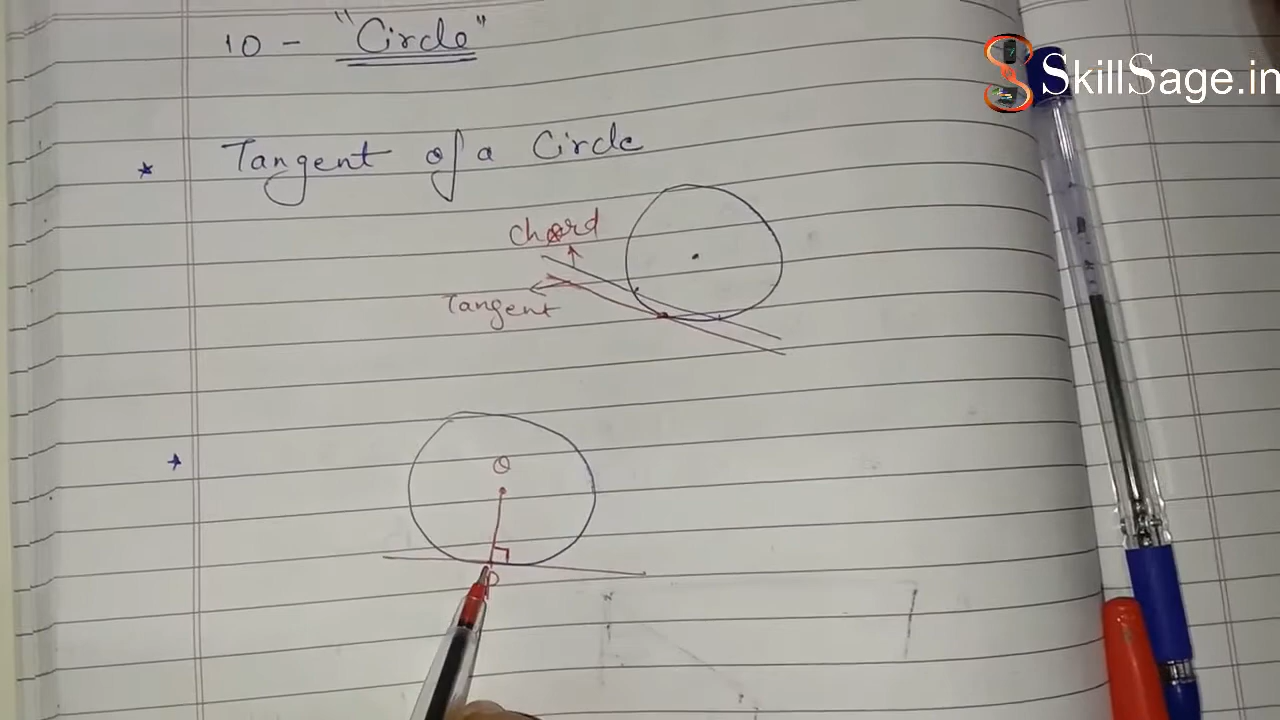 10 - "Circle"
SkillSage.in
* Tangent of a Circle
Chord
Tangent
*
O
P